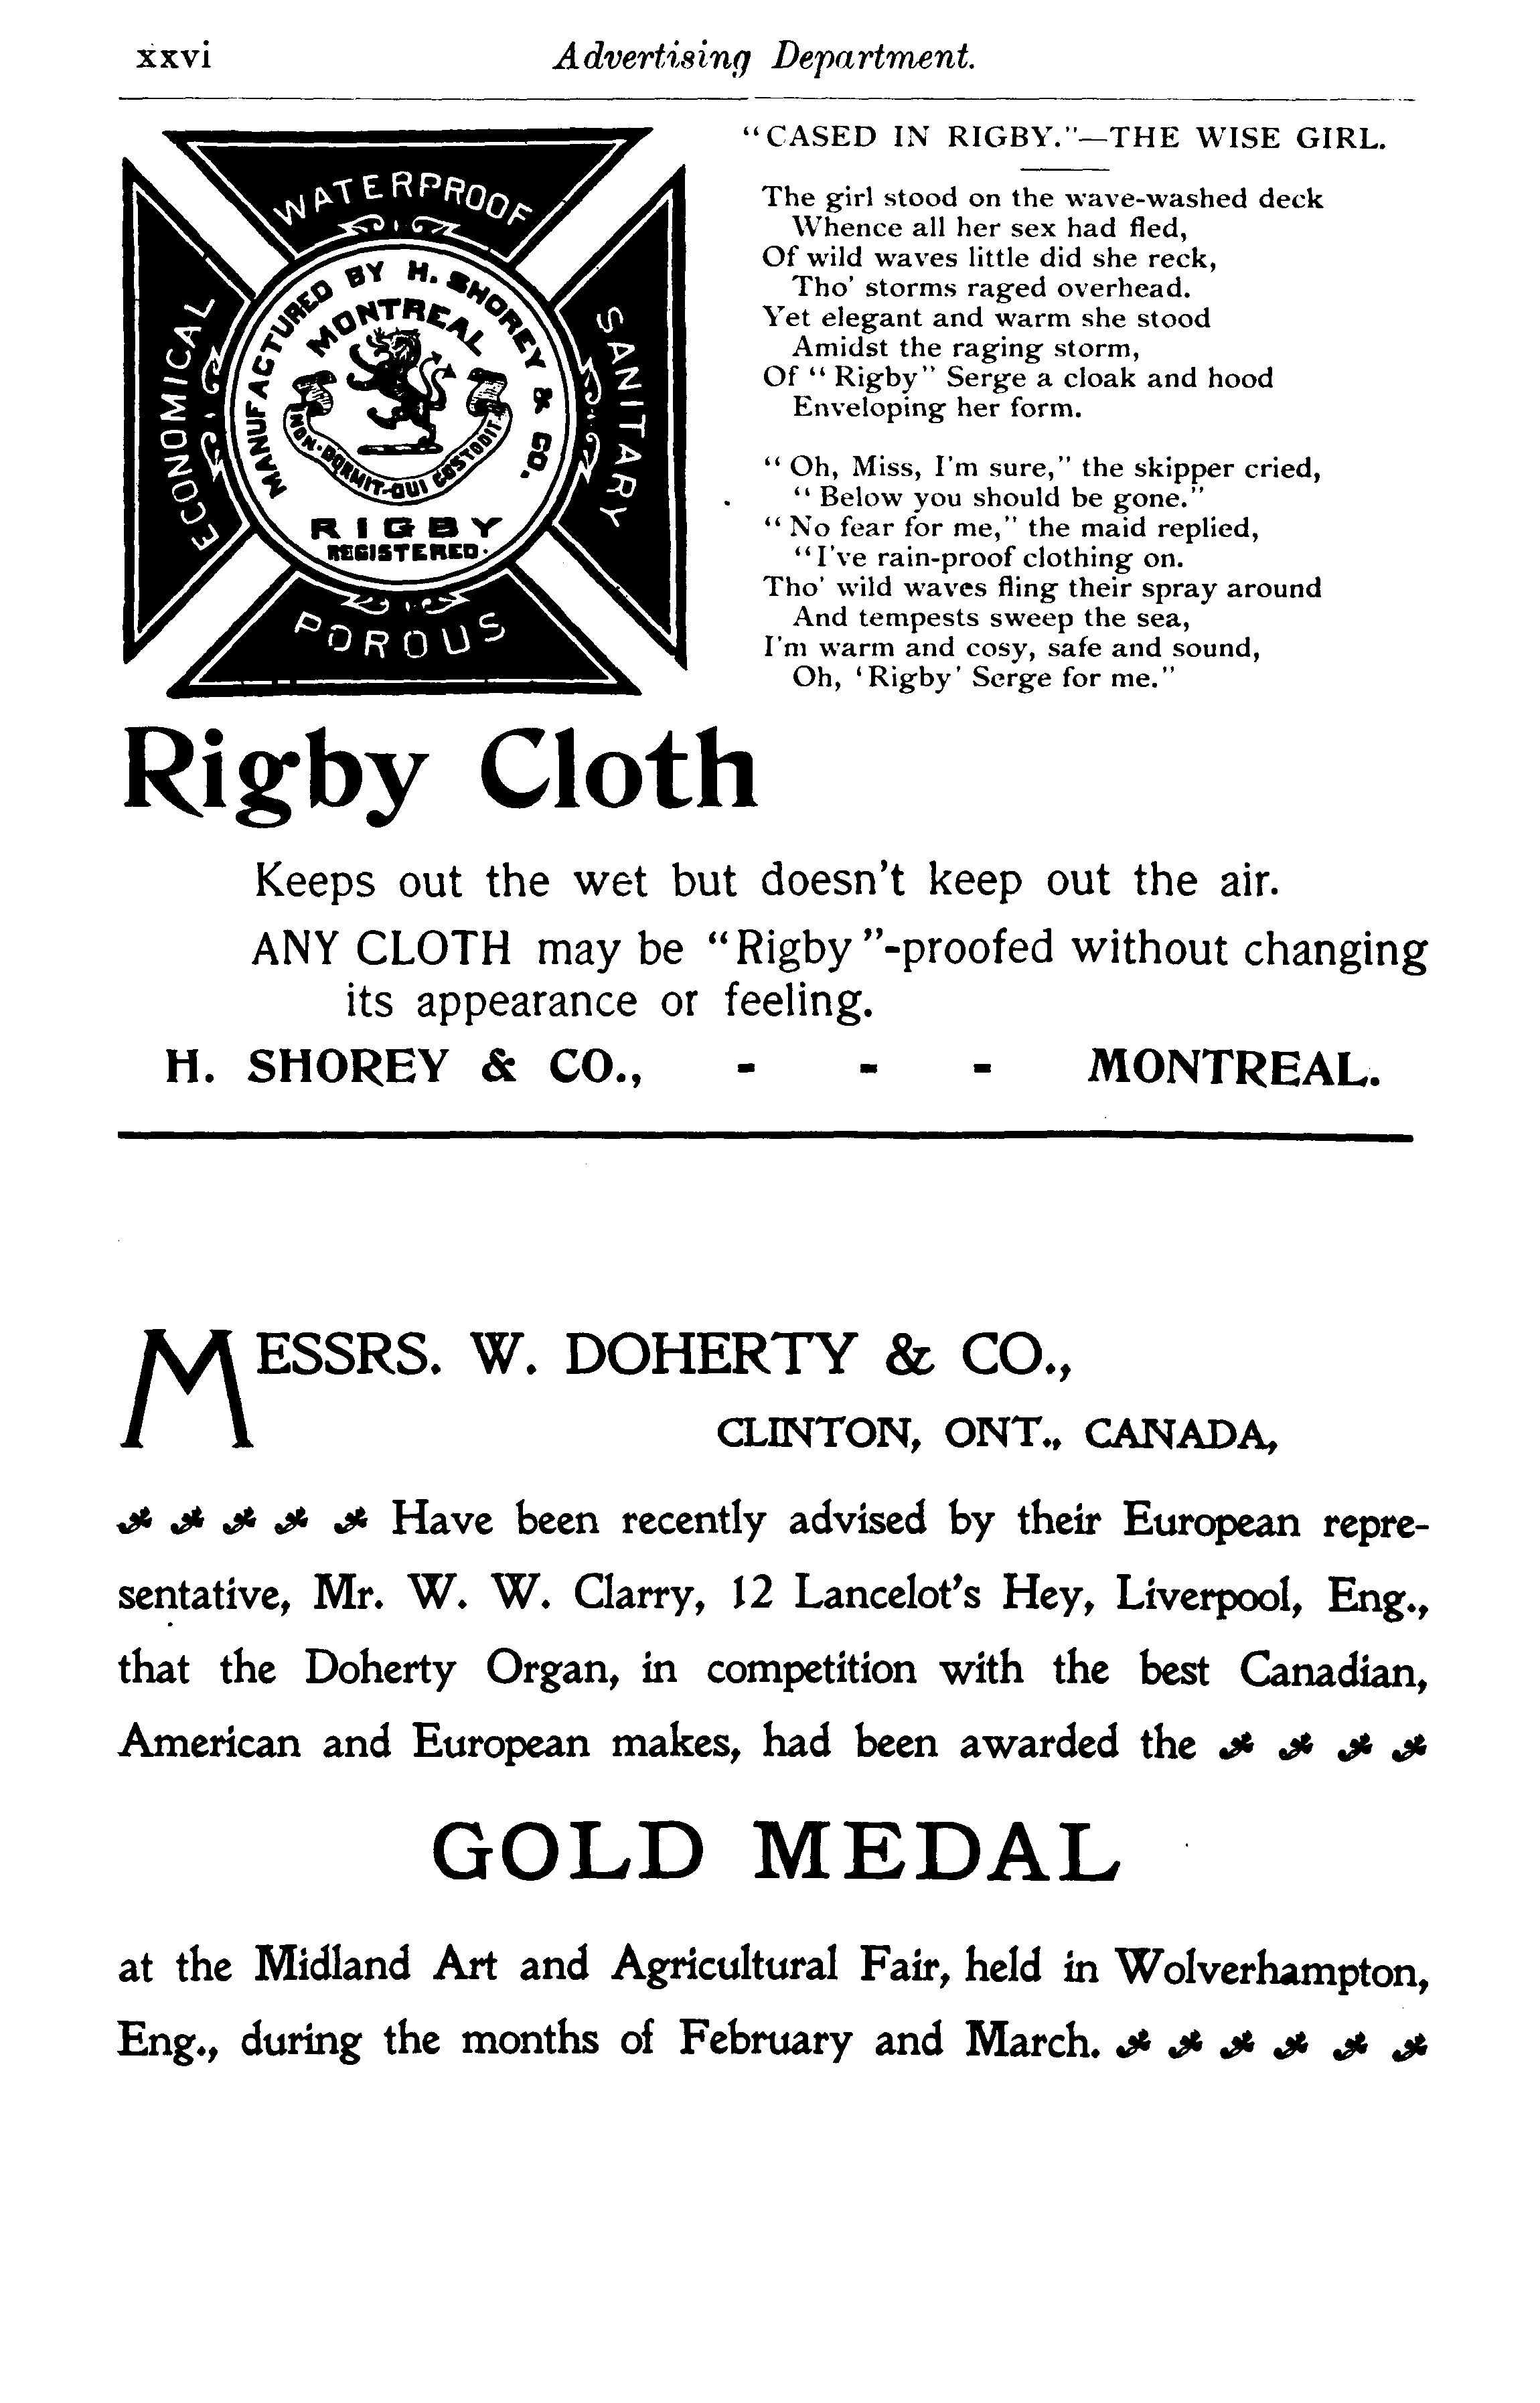 xxvi
Advertising Department.
WATERPROOF
ECONOMICAL
SANITARY
POROUS
MANUFACTURED BY H. SHOREY & CO.
MONTREAL
NON·DORMIT·QUI CUSTODIT
RIGBY
REGISTERED.
"CASED IN RIGBY."—THE WISE GIRL.
The girl stood on the wave-washed deck
Whence all her sex had fled,
Of wild waves little did she reck,
Tho' storms raged overhead.
Yet elegant and warm she stood
Amidst the raging storm,
Of "Rigby" Serge a cloak and hood
Enveloping her form.
"Oh, Miss, I'm sure," the skipper cried,
"Below you should be gone."
"No fear for me," the maid replied,
"I've rain-proof clothing on.
Tho' wild waves fling their spray around
And tempests sweep the sea,
I'm warm and cosy, safe and sound,
Oh, 'Rigby' Serge for me."
Rigby Cloth
Keeps out the wet but doesn't keep out the air.
ANY CLOTH may be "Rigby"-proofed without changing
its appearance or feeling.
H. SHOREY & CO., - - - MONTREAL.
MESSRS. W. DOHERTY & CO.,
CLINTON, ONT., CANADA,
Have been recently advised by their European repre-
sentative, Mr. W. W. Clarry, 12 Lancelot's Hey, Liverpool, Eng.,
that the Doherty Organ, in competition with the best Canadian,
American and European makes, had been awarded the
GOLD MEDAL
at the Midland Art and Agricultural Fair, held in Wolverhampton,
Eng., during the months of February and March.